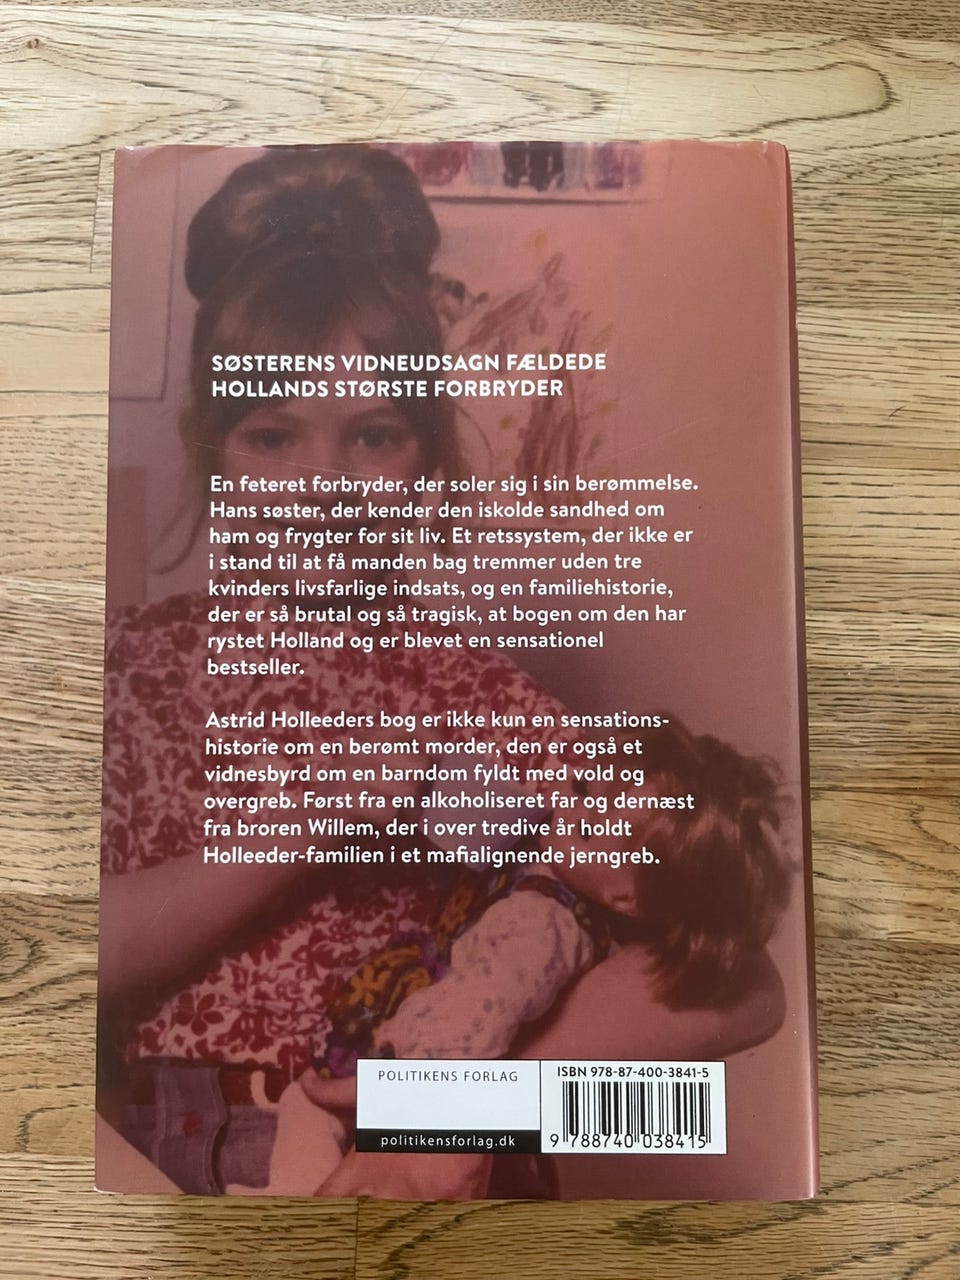 SØSTERENS VIDNEUDSAGN FÆLDEDE
HOLLANDS STØRSTE FORBRYDER
En feteret forbryder, der soler sig i sin berømmelse.
Hans søster, der kender den iskolde sandhed om
ham og frygter for sit liv. Et retssystem, der ikke er
i stand til at få manden bag tremmer uden tre
kvinders livsfarlige indsats, og en familiehistorie,
der er så brutal og så tragisk, at bogen om den har
rystet Holland og er blevet en sensationel
bestseller.
Astrid Holleeders bog er ikke kun en sensations-
historie om en berømt morder, den er også et
vidnesbyrd om en barndom fyldt med vold og
overgreb. Først fra en alkoholiseret far og dernæst
fra broren Willem, der i over tredive år holdt
Holleeder-familien i et mafialignende jerngreb.
POLITIKENS FORLAG
politikensforlag.dk
ISBN 978-87-400-3841-5
9 788740 038415